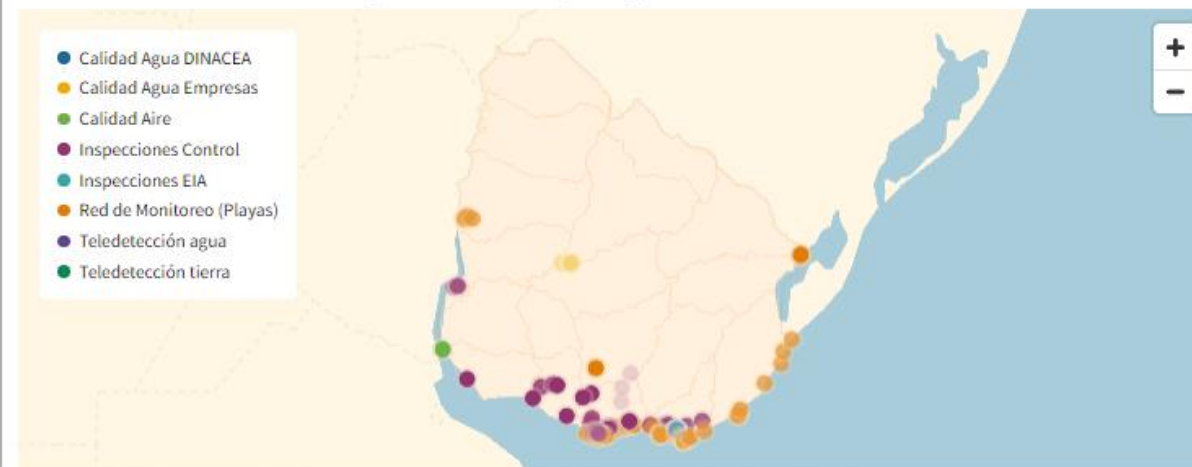 Calidad Agua DINACEA
Calidad Agua Empresas
Calidad Aire
Inspecciones Control
Inspecciones EIA
Red de Monitoreo (Playas)
Teledetección agua
Teledetección tierra
+
−